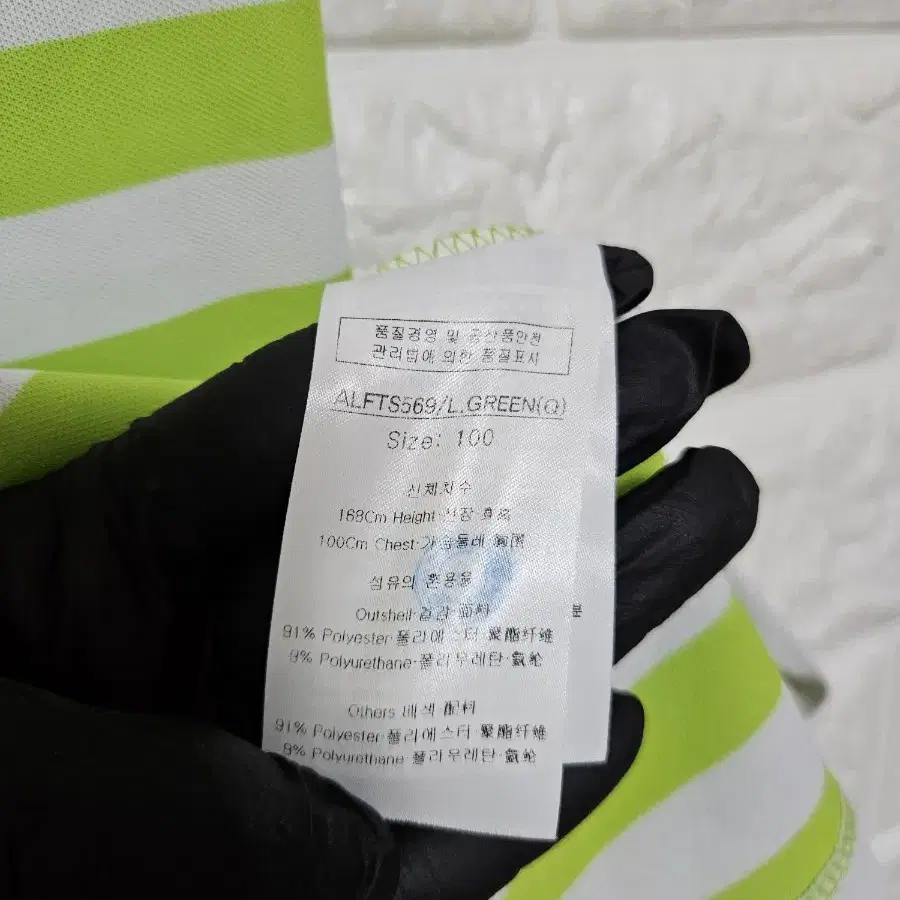 품질경영 및 공산품안전
관리법에 의한 품질표시
ALFTS569/L.GREEN(Q)
Size: 100
신체치수
168Cm Height·신장
100Cm Chest·가슴둘레 胸围
섬유의 혼용율
Outshell·겉감 面料
91% Polyester·폴리에스터·聚酯纤维
9% Polyurethane·폴리우레탄·氨纶
Others 배색 配料
91% Polyester·폴리에스터·聚酯纤维
9% Polyurethane·폴리우레탄·氨纶